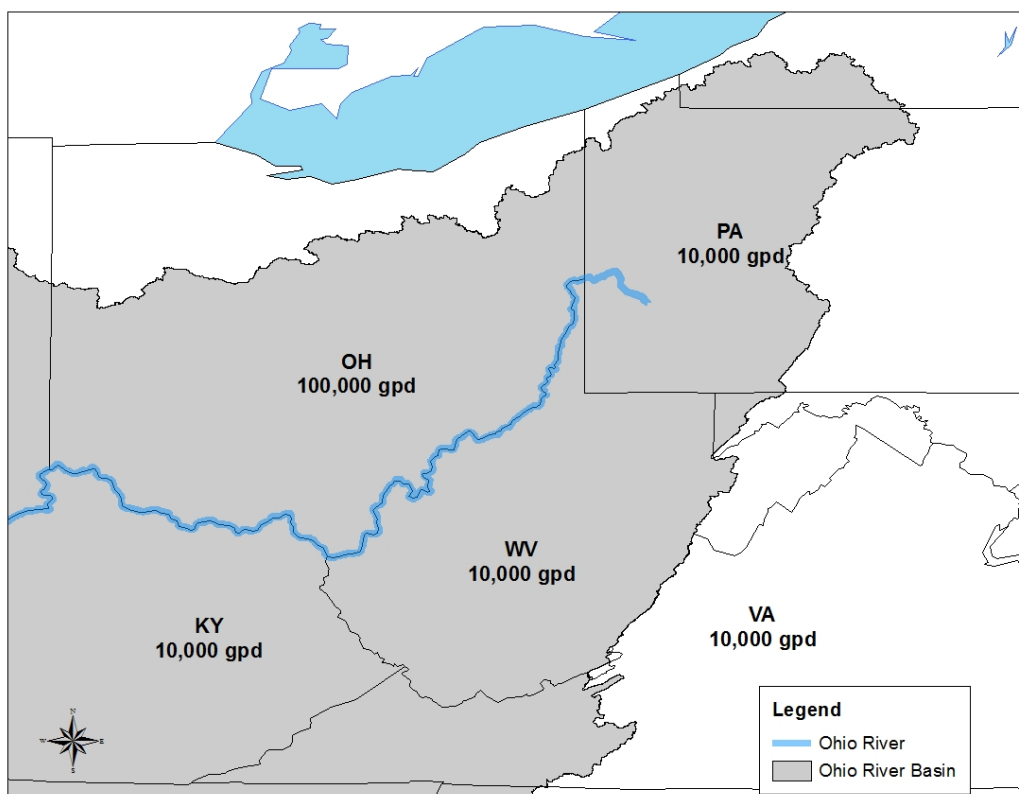 PA
10,000 gpd
OH
100,000 gpd
WV
10,000 gpd
KY
10,000 gpd
VA
10,000 gpd
N
W
E
S
Legend
Ohio River
Ohio River Basin